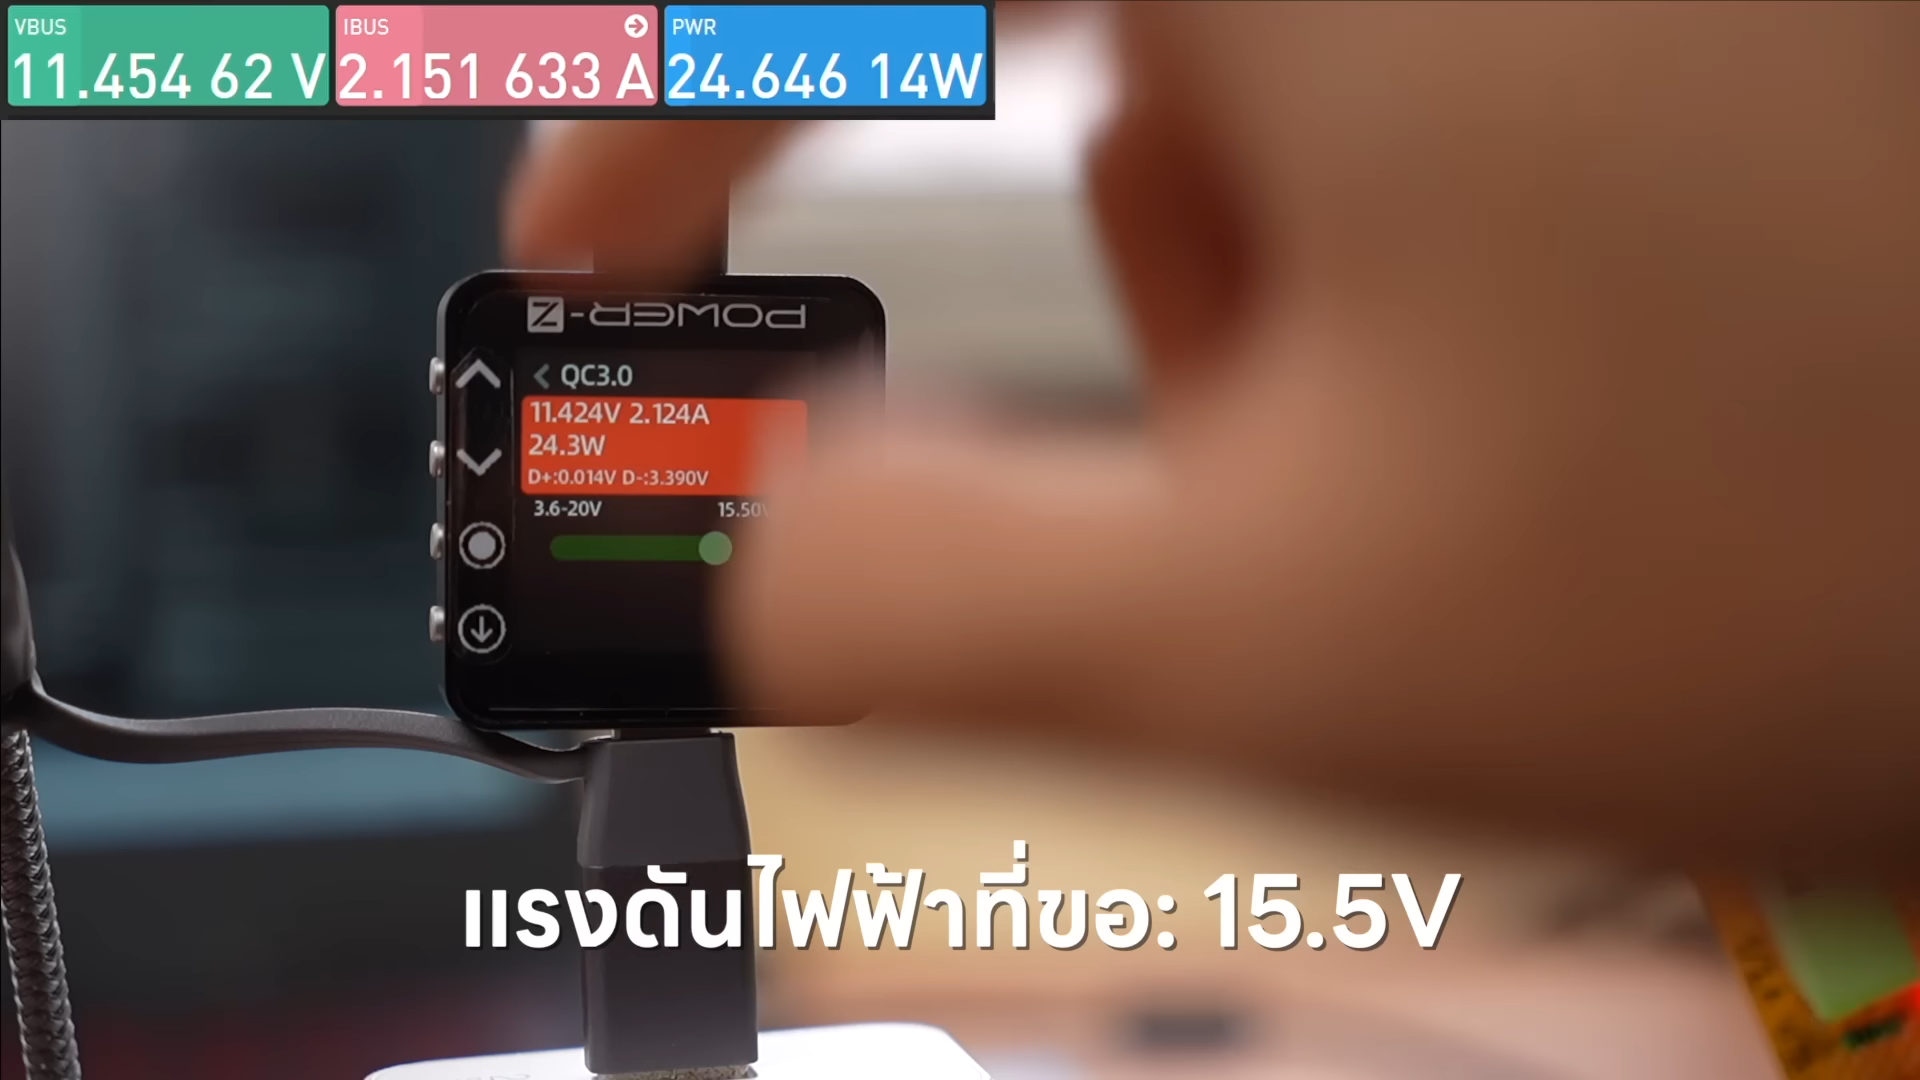 VBUS
11.454 62 V
IBUS
2.151 633 A
PWR
24.646 14W
POWER-Z
QC3.0
11.424V 2.124A
24.3W
D+:0.014V D-:3.390V
3.6-20V 15.50V
แรงดันไฟฟ้าที่ขอ: 15.5V